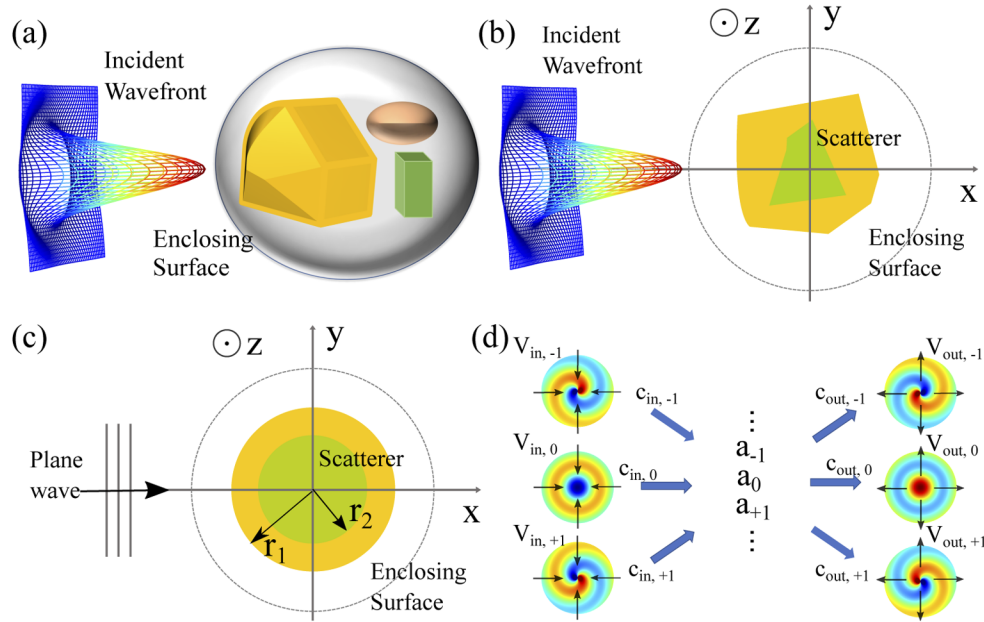 (a)
Incident
Wavefront
Enclosing
Surface
(b)
Incident
Wavefront
z
y
Scatterer
x
Enclosing
Surface
(c)
z
y
Plane
wave
Scatterer
x
r2
r1
Enclosing
Surface
(d)
Vin, -1
cin, -1
Vin, 0
cin, 0
Vin, +1
cin, +1
...
a-1
a0
a+1
...
Vout, -1
cout, -1
Vout, 0
cout, 0
Vout, +1
cout, +1